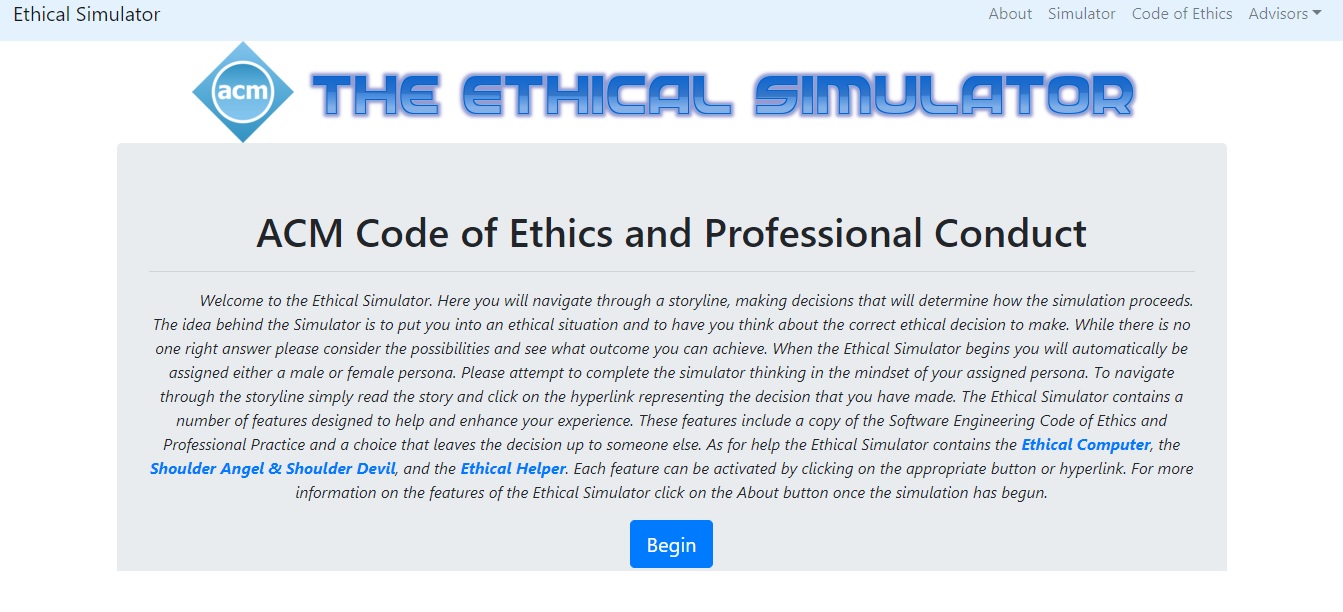 Ethical Simulator
About Simulator Code of Ethics Advisors
acm THE ETHICAL SIMULATOR
ACM Code of Ethics and Professional Conduct
Welcome to the Ethical Simulator. Here you will navigate through a storyline, making decisions that will determine how the simulation proceeds.
The idea behind the Simulator is to put you into an ethical situation and to have you think about the correct ethical decision to make. While there is no
one right answer please consider the possibilities and see what outcome you can achieve. When the Ethical Simulator begins you will automatically be
assigned either a male or female persona. Please attempt to complete the simulator thinking in the mindset of your assigned persona. To navigate
through the storyline simply read the story and click on the hyperlink representing the decision that you have made. The Ethical Simulator contains a
number of features designed to help and enhance your experience. These features include a copy of the Software Engineering Code of Ethics and
Professional Practice and a choice that leaves the decision up to someone else. As for help the Ethical Simulator contains the Ethical Computer, the
Shoulder Angel & Shoulder Devil, and the Ethical Helper. Each feature can be activated by clicking on the appropriate button or hyperlink. For more
information on the features of the Ethical Simulator click on the About button once the simulation has begun.
Begin